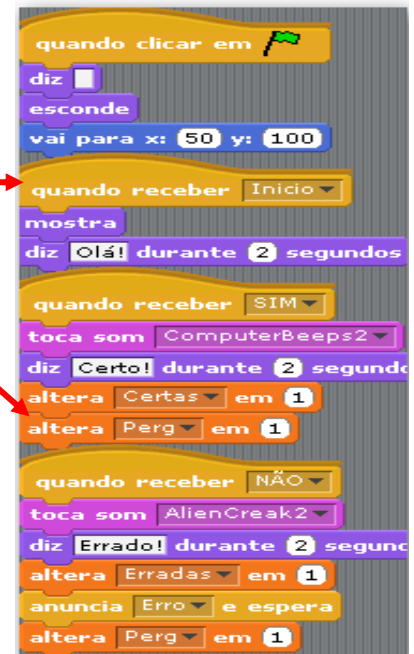 quando clicar em
diz
esconde
vai para x: 50 y: 100
quando receber Inicio
mostra
diz Olá! durante 2 segundos
quando receber SIM
toca som ComputerBeeps2
diz Certo! durante 2 segundo
altera Certas em 1
altera Perg em 1
quando receber NÃO
toca som AlienCreak2
diz Errado! durante 2 segunc
altera Erradas em 1
anuncia Erro e espera
altera Perg em 1